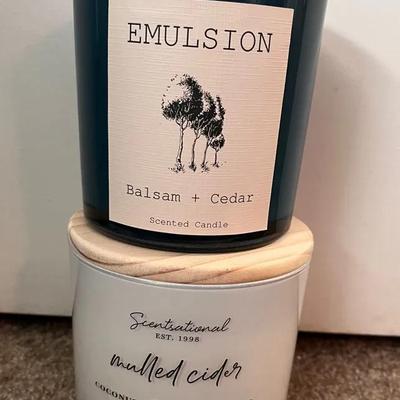 EMULSION
Balsam + Cedar
Scented Candle
Scentsational
EST. 1998
mulled cider